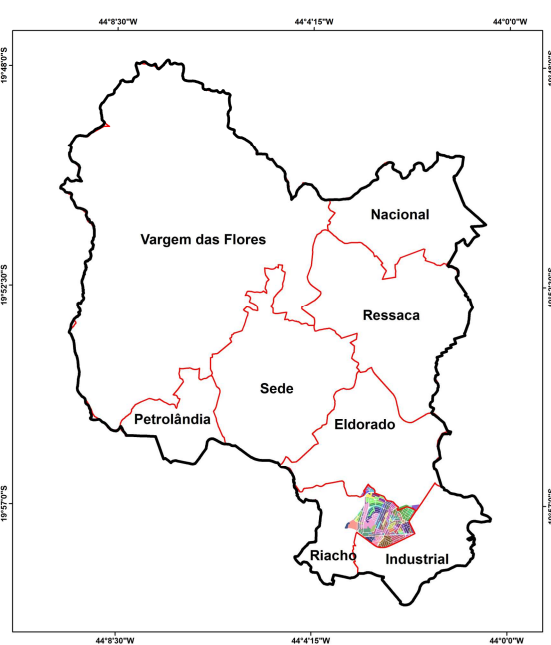 44°8'30"W 44°4'15"W 44°0'0"W
19°48'0"S
Nacional
Vargem das Flores
19°52'30"S
Ressaca
Sede
Petrolândia
Eldorado
19°57'0"S
Riacho
Industrial
44°8'30"W 44°4'15"W 44°0'0"W